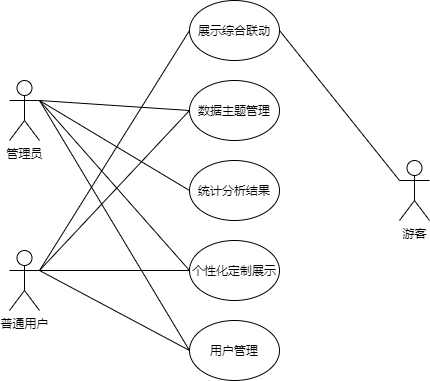 展示综合联动
数据主题管理
管理员
统计分析结果
游客
个性化定制展示
普通用户
用户管理